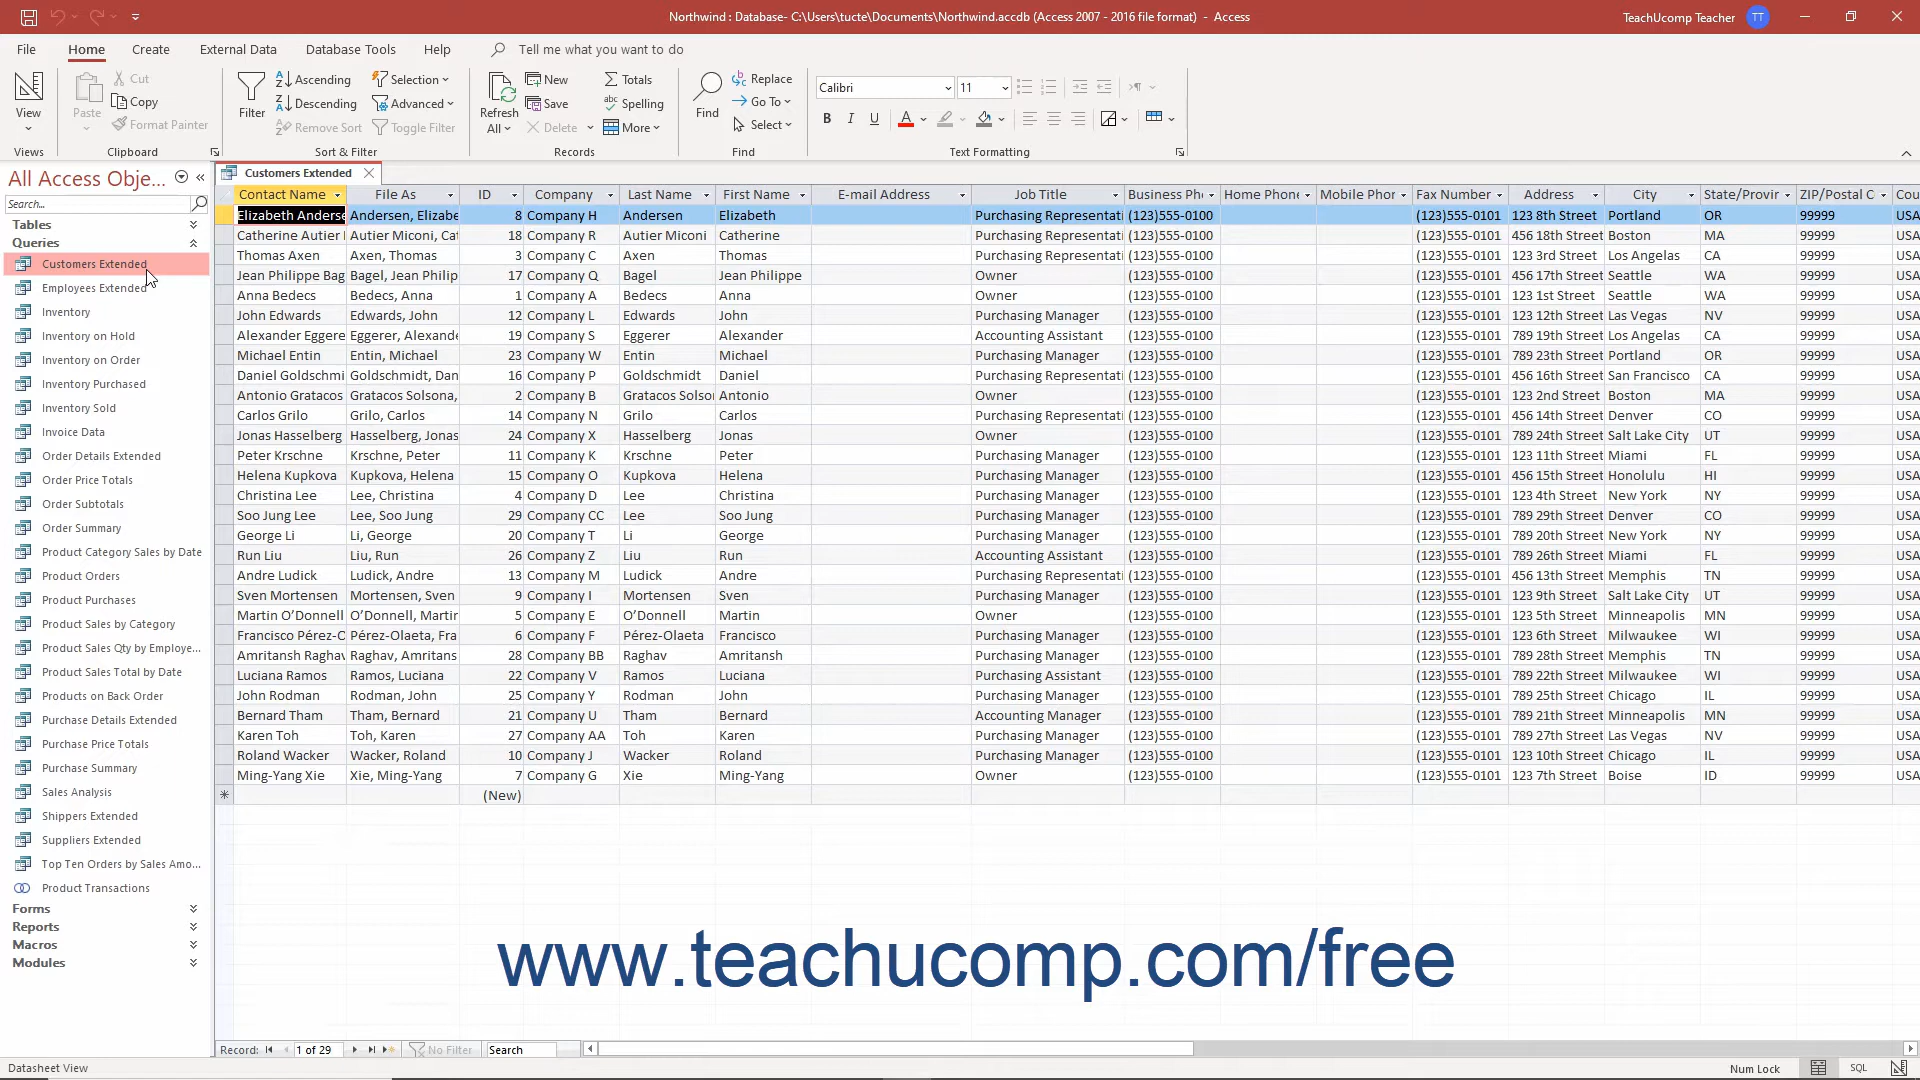 Northwind : Database- C:\Users\tucte\Documents\Northwind.accdb (Access 2007 - 2016 file format) - Access
TeachUcomp Teacher TT
File Home Create External Data Database Tools Help Tell me what you want to do
View
Views
Paste
Cut
Copy
Format Painter
Clipboard
Filter
Ascending
Descending
Remove Sort
Selection
Advanced
Toggle Filter
Sort & Filter
Refresh
All
New
Save
Delete
Totals
Spelling
More
Records
Find
Replace
Go To
Select
Find
Calibri 11
B I U
Text Formatting
All Access Obje...
Search...
Tables
Queries
Customers Extended
Employees Extended
Inventory
Inventory on Hold
Inventory on Order
Inventory Purchased
Inventory Sold
Invoice Data
Order Details Extended
Order Price Totals
Order Subtotals
Order Summary
Product Category Sales by Date
Product Orders
Product Purchases
Product Sales by Category
Product Sales Qty by Employe...
Product Sales Total by Date
Products on Back Order
Purchase Details Extended
Purchase Price Totals
Purchase Summary
Sales Analysis
Shippers Extended
Suppliers Extended
Top Ten Orders by Sales Amo...
Product Transactions
Forms
Reports
Macros
Modules
Customers Extended
Contact Name File As ID Company Last Name First Name E-mail Address Job Title Business Ph Home Phone Mobile Phor Fax Number Address City State/Provir ZIP/Postal C Cou
Elizabeth Anderse Andersen, Elizabe 8 Company H Andersen Elizabeth Purchasing Representati (123)555-0100 (123)555-0101 123 8th Street Portland OR 99999 USA
Catherine Autier Autier Miconi, Cat 18 Company R Autier Miconi Catherine Purchasing Representati (123)555-0100 (123)555-0101 456 18th Street Boston MA 99999 USA
Thomas Axen Axen, Thomas 3 Company C Axen Thomas Purchasing Representati (123)555-0100 (123)555-0101 123 3rd Street Los Angelas CA 99999 USA
Jean Philippe Bag Bagel, Jean Philip 17 Company Q Bagel Jean Philippe Owner (123)555-0100 (123)555-0101 456 17th Street Seattle WA 99999 USA
Anna Bedecs Bedecs, Anna 1 Company A Bedecs Anna Owner (123)555-0100 (123)555-0101 123 1st Street Seattle WA 99999 USA
John Edwards Edwards, John 12 Company L Edwards John Purchasing Manager (123)555-0100 (123)555-0101 123 12th Street Las Vegas NV 99999 USA
Alexander Eggere Eggerer, Alexande 19 Company S Eggerer Alexander Accounting Assistant (123)555-0100 (123)555-0101 789 19th Street Los Angelas CA 99999 USA
Michael Entin Entin, Michael 23 Company W Entin Michael Purchasing Manager (123)555-0100 (123)555-0101 789 23th Street Portland OR 99999 USA
Daniel Goldschmi Goldschmidt, Dan 16 Company P Goldschmidt Daniel Purchasing Representati (123)555-0100 (123)555-0101 456 16th Street San Francisco CA 99999 USA
Antonio Gratacos Gratacos Solsona, 2 Company B Gratacos Solso Antonio Owner (123)555-0100 (123)555-0101 123 2nd Street Boston MA 99999 USA
Carlos Grilo Grilo, Carlos 14 Company N Grilo Carlos Purchasing Representati (123)555-0100 (123)555-0101 456 14th Street Denver CO 99999 USA
Jonas Hasselberg Hasselberg, Jonas 24 Company X Hasselberg Jonas Owner (123)555-0100 (123)555-0101 789 24th Street Salt Lake City UT 99999 USA
Peter Krschne Krschne, Peter 11 Company K Krschne Peter Purchasing Manager (123)555-0100 (123)555-0101 123 11th Street Miami FL 99999 USA
Helena Kupkova Kupkova, Helena 15 Company O Kupkova Helena Purchasing Manager (123)555-0100 (123)555-0101 456 15th Street Honolulu HI 99999 USA
Christina Lee Lee, Christina 4 Company D Lee Christina Purchasing Manager (123)555-0100 (123)555-0101 123 4th Street New York NY 99999 USA
Soo Jung Lee Lee, Soo Jung 29 Company CC Lee Soo Jung Purchasing Manager (123)555-0100 (123)555-0101 789 29th Street Denver CO 99999 USA
George Li Li, George 20 Company T Li George Purchasing Manager (123)555-0100 (123)555-0101 789 20th Street New York NY 99999 USA
Run Liu Liu, Run 26 Company Z Liu Run Accounting Assistant (123)555-0100 (123)555-0101 789 26th Street Miami FL 99999 USA
Andre Ludick Ludick, Andre 13 Company M Ludick Andre Purchasing Representati (123)555-0100 (123)555-0101 456 13th Street Memphis TN 99999 USA
Sven Mortensen Mortensen, Sven 9 Company I Mortensen Sven Purchasing Manager (123)555-0100 (123)555-0101 123 9th Street Salt Lake City UT 99999 USA
Martin O’Donnell O’Donnell, Martir 5 Company E O’Donnell Martin Owner (123)555-0100 (123)555-0101 123 5th Street Minneapolis MN 99999 USA
Francisco Pérez-O Pérez-Olaeta, Fra 6 Company F Pérez-Olaeta Francisco Purchasing Manager (123)555-0100 (123)555-0101 123 6th Street Milwaukee WI 99999 USA
Amritansh Raghav Raghav, Amritans 28 Company BB Raghav Amritansh Purchasing Manager (123)555-0100 (123)555-0101 789 28th Street Memphis TN 99999 USA
Luciana Ramos Ramos, Luciana 22 Company V Ramos Luciana Purchasing Assistant (123)555-0100 (123)555-0101 789 22th Street Milwaukee WI 99999 USA
John Rodman Rodman, John 25 Company Y Rodman John Purchasing Manager (123)555-0100 (123)555-0101 789 25th Street Chicago IL 99999 USA
Bernard Tham Tham, Bernard 21 Company U Tham Bernard Accounting Manager (123)555-0100 (123)555-0101 789 21th Street Minneapolis MN 99999 USA
Karen Toh Toh, Karen 27 Company AA Toh Karen Purchasing Manager (123)555-0100 (123)555-0101 789 27th Street Las Vegas NV 99999 USA
Roland Wacker Wacker, Roland 10 Company J Wacker Roland Purchasing Manager (123)555-0100 (123)555-0101 123 10th Street Chicago IL 99999 USA
Ming-Yang Xie Xie, Ming-Yang 7 Company G Xie Ming-Yang Owner (123)555-0100 (123)555-0101 123 7th Street Boise ID 99999 USA
* (New)
www.teachucomp.com/free
Record: 1 of 29 No Filter Search
Datasheet View Num Lock SQL